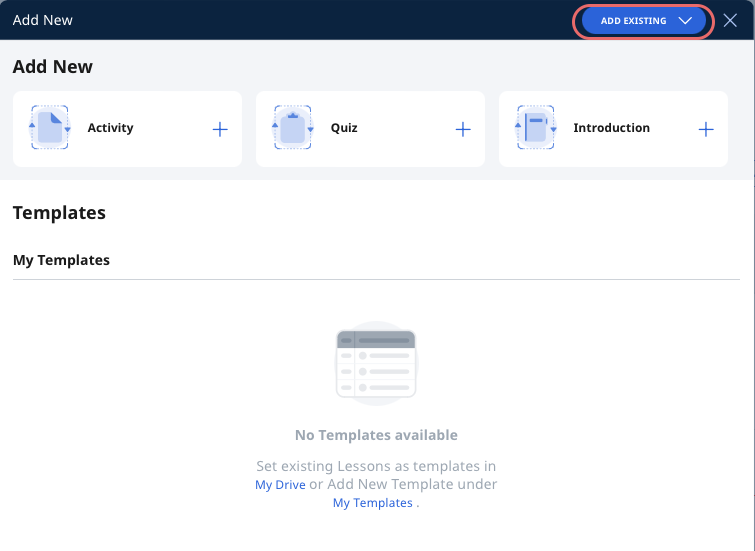 Add New
ADD EXISTING
Add New
Activity
Quiz
Introduction
Templates
My Templates
No Templates available
Set existing Lessons as templates in
My Drive or Add New Template under
My Templates .